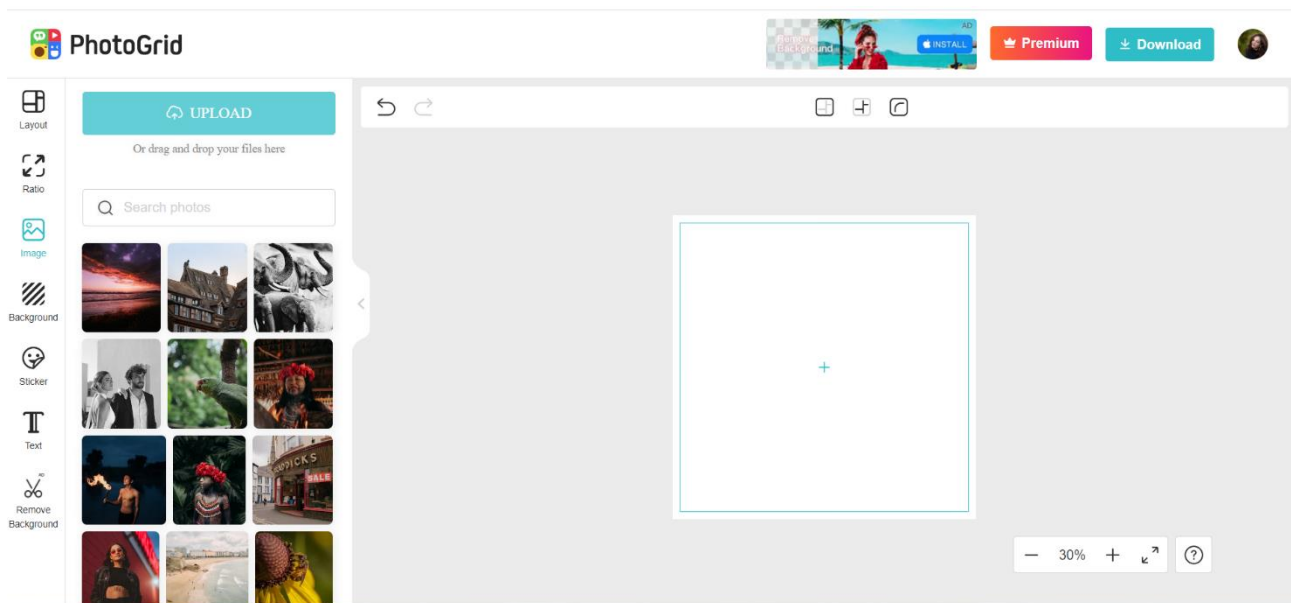 PhotoGrid
Remove
Background
AD
INSTALL
Premium
Download
Layout
Ratio
Image
Background
Sticker
Text
AD
Remove
Background
UPLOAD
Or drag and drop your files here
Search photos
SALE
30%
?